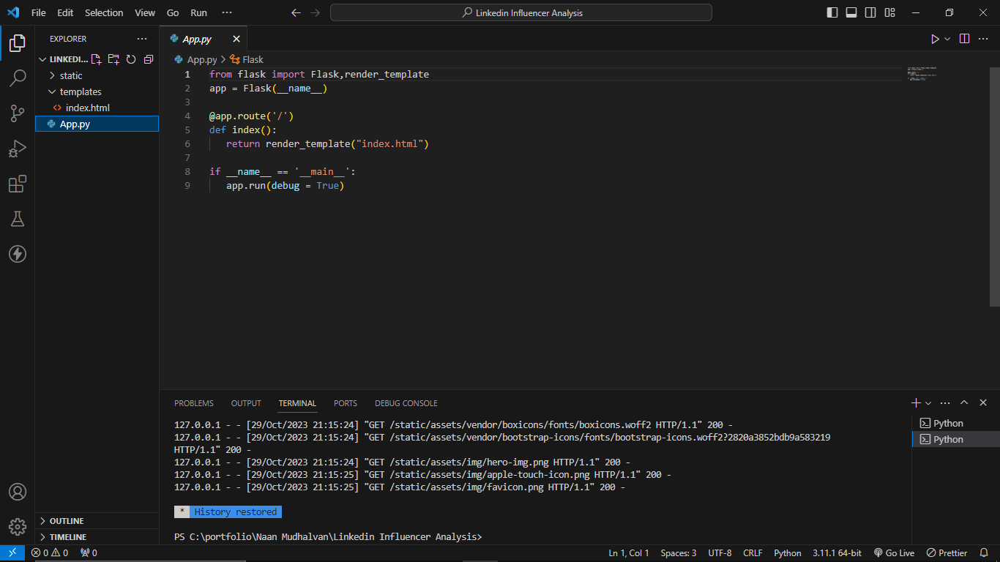 File Edit Selection View Go Run ···
Linkedin Influencer Analysis
EXPLORER ···
LINKEDI...
static
templates
index.html
App.py
OUTLINE
TIMELINE
App.py
App.py > Flask
1 from flask import Flask,render_template
2 app = Flask(__name__)
3
4 @app.route('/')
5 def index():
6 return render_template("index.html")
7
8 if __name__ == '__main__':
9 app.run(debug = True)
PROBLEMS OUTPUT TERMINAL PORTS DEBUG CONSOLE
127.0.0.1 - - [29/Oct/2023 21:15:24] "GET /static/assets/vendor/boxicons/fonts/boxicons.woff2 HTTP/1.1" 200 -
127.0.0.1 - - [29/Oct/2023 21:15:24] "GET /static/assets/vendor/bootstrap-icons/fonts/bootstrap-icons.woff2?2820a3852bdb9a583219
HTTP/1.1" 200 -
127.0.0.1 - - [29/Oct/2023 21:15:24] "GET /static/assets/img/hero-img.png HTTP/1.1" 200 -
127.0.0.1 - - [29/Oct/2023 21:15:25] "GET /static/assets/img/apple-touch-icon.png HTTP/1.1" 200 -
127.0.0.1 - - [29/Oct/2023 21:15:25] "GET /static/assets/img/favicon.png HTTP/1.1" 200 -
* History restored
PS C:\portfolio\Naan Mudhalvan\Linkedin Influencer Analysis>
Python
Python
0 0 0 Ln 1, Col 1 Spaces: 3 UTF-8 CRLF Python 3.11.1 64-bit Go Live Prettier